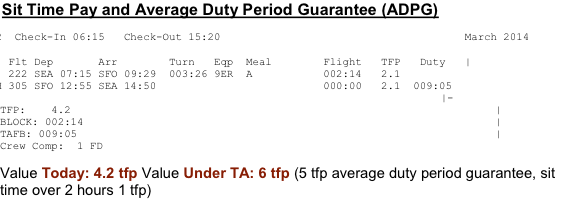 Sit Time Pay and Average Duty Period Guarantee (ADPG)
Check-In 06:15 Check-Out 15:20 March 2014
Flt Dep Arr Turn Eqp Meal Flight TFP Duty |
222 SEA 07:15 SFO 09:29 003:26 9ER A 02:14 2.1
305 SFO 12:55 SEA 14:50 00:00 2.1 009:05
|-
TFP: 4.2 |
BLOCK: 002:14 |
TAFB: 009:05 |
Crew Comp: 1 FD
Value Today: 4.2 tfp Value Under TA: 6 tfp (5 tfp average duty period guarantee, sit
time over 2 hours 1 tfp)